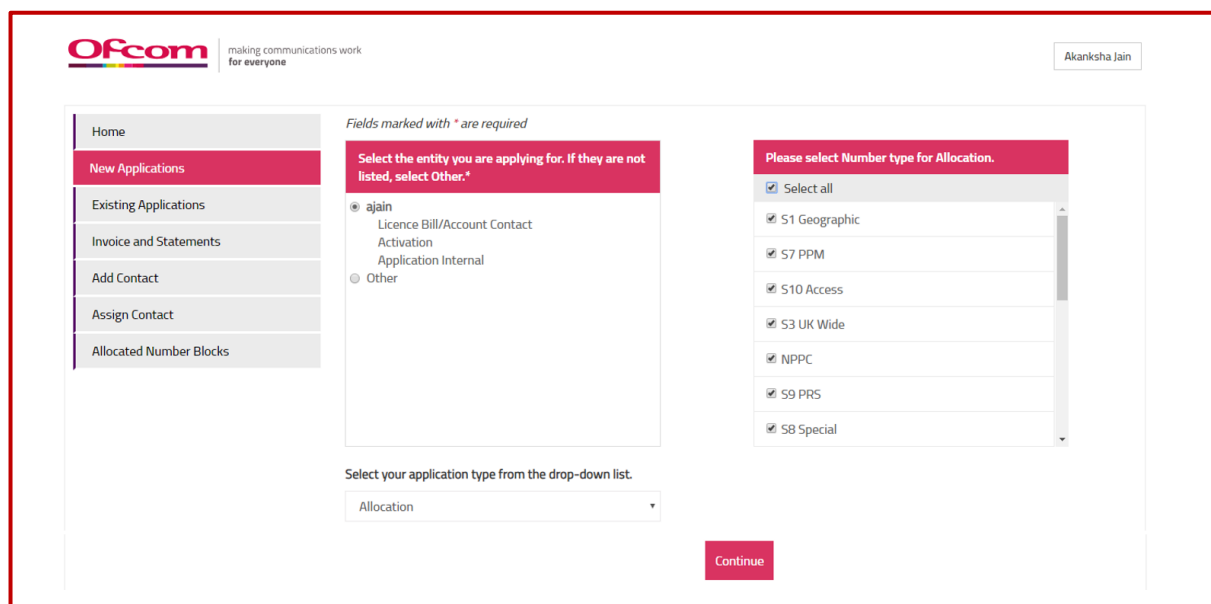 Ofcom
making communications work
for everyone
Akanksha Jain
Home
New Applications
Existing Applications
Invoice and Statements
Add Contact
Assign Contact
Allocated Number Blocks
Fields marked with * are required
Select the entity you are applying for. If they are not
listed, select Other.*
ajain
Licence Bill/Account Contact
Activation
Application Internal
Other
Select your application type from the drop-down list.
Allocation
Please select Number type for Allocation.
Select all
S1 Geographic
S7 PPM
S10 Access
S3 UK Wide
NPPC
S9 PRS
S8 Special
Continue